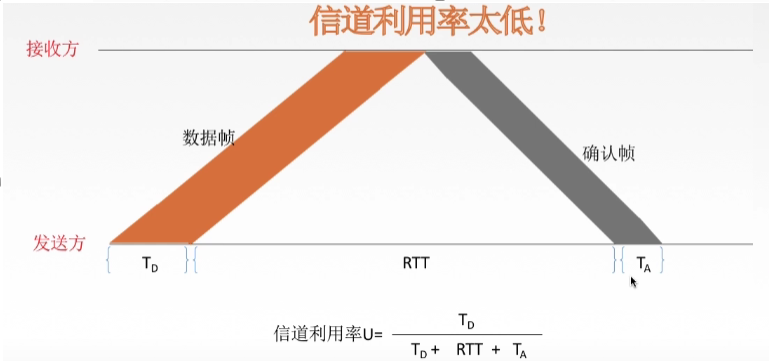 信道利用率太低！
接收方
数据帧
确认帧
发送方
T_D RTT T_A
信道利用率U= T_D / T_D + RTT + T_A